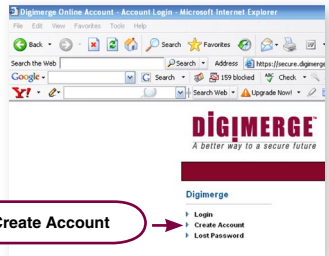 Digimerge Online Account - Account Login - Microsoft Internet Explorer
File Edit View Favorites Tools Help
Back Search Favorites
Search the Web Search Address https://secure.digimerge
Google Search 159 blocked Check
Y! Search Web Upgrade Now!
DIGIMERGE
A better way to a secure future
Digimerge
Login
Create Account
Create Account
Lost Password